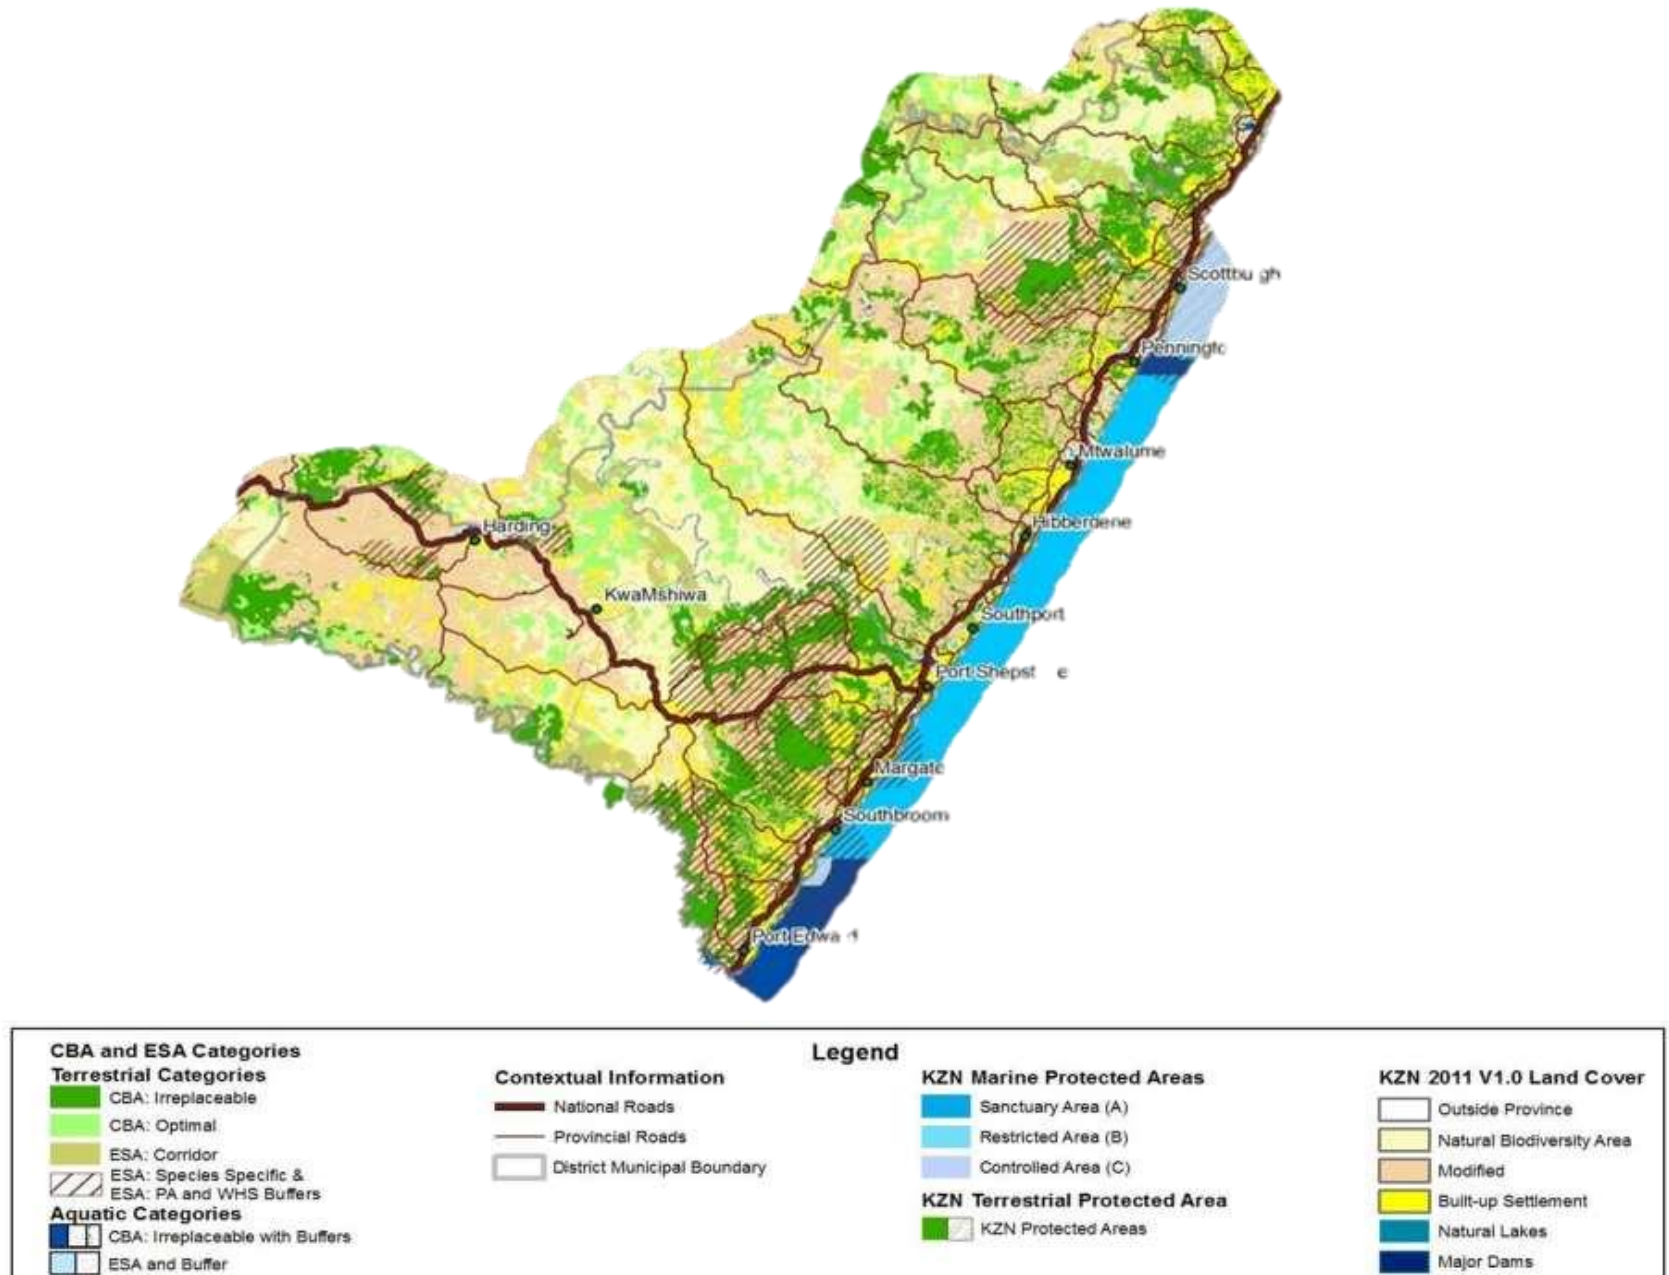 Scottbu gh
Penningtc
Mtwalume
Hibberdene
Harding
KwaMshiwa
Southport
Port Shepst e
Margate
Southbroom
Port Edwa d
Legend
CBA and ESA Categories
Terrestrial Categories
CBA: Irreplaceable
CBA: Optimal
ESA: Corridor
ESA: Species Specific &
ESA: PA and WHS Buffers
Aquatic Categories
CBA: Irreplaceable with Buffers
ESA and Buffer
Contextual Information
National Roads
Provincial Roads
District Municipal Boundary
KZN Marine Protected Areas
Sanctuary Area (A)
Restricted Area (B)
Controlled Area (C)
KZN Terrestrial Protected Area
KZN Protected Areas
KZN 2011 V1.0 Land Cover
Outside Province
Natural Biodiversity Area
Modified
Built-up Settlement
Natural Lakes
Major Dams